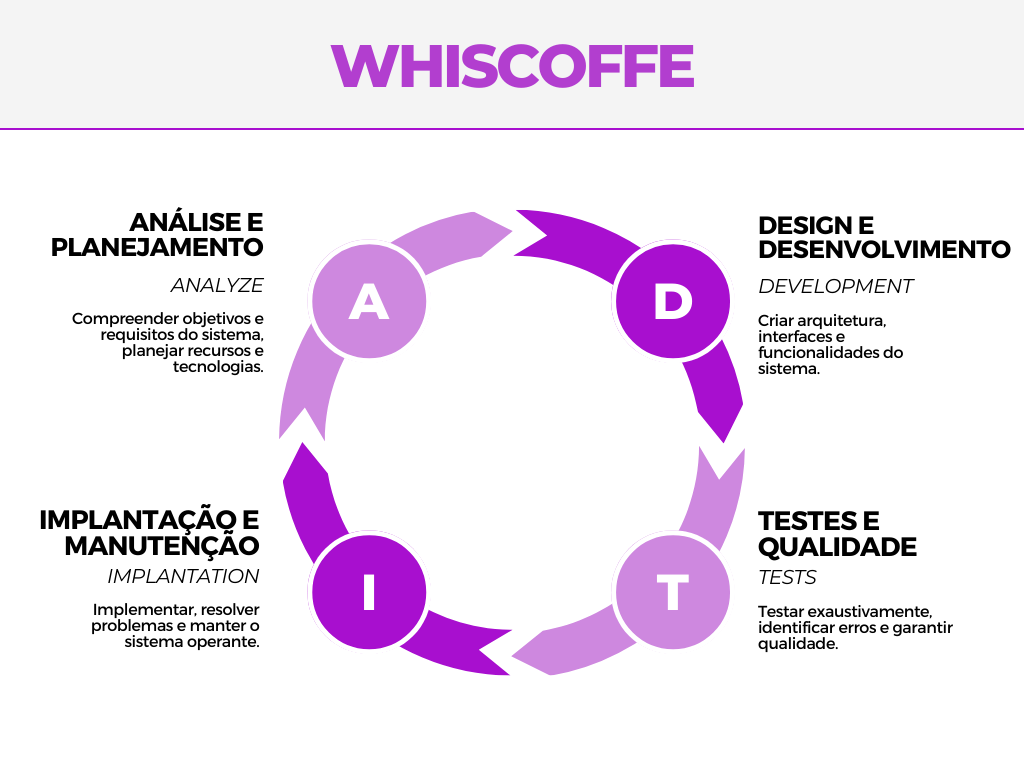 WHISCOFFE
ANÁLISE E
PLANEJAMENTO
ANALYZE
Compreender objetivos e
requisitos do sistema,
planejar recursos e
tecnologias.
A
D
DESIGN E
DESENVOLVIMENTO
DEVELOPMENT
Criar arquitetura,
interfaces e
funcionalidades do
sistema.
IMPLANTAÇÃO E
MANUTENÇÃO
IMPLANTATION
Implementar, resolver
problemas e manter o
sistema operante.
I
T
TESTES E
QUALIDADE
TESTS
Testar exaustivamente,
identificar erros e garantir
qualidade.